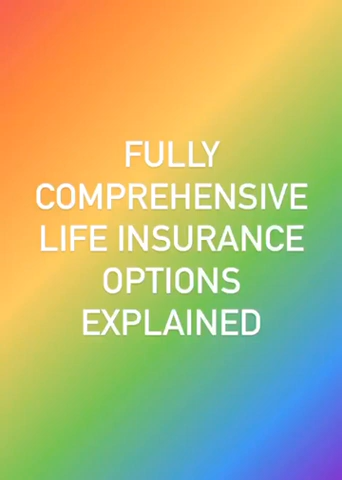 FULLY
COMPREHENSIVE
LIFE INSURANCE
OPTIONS
EXPLAINED